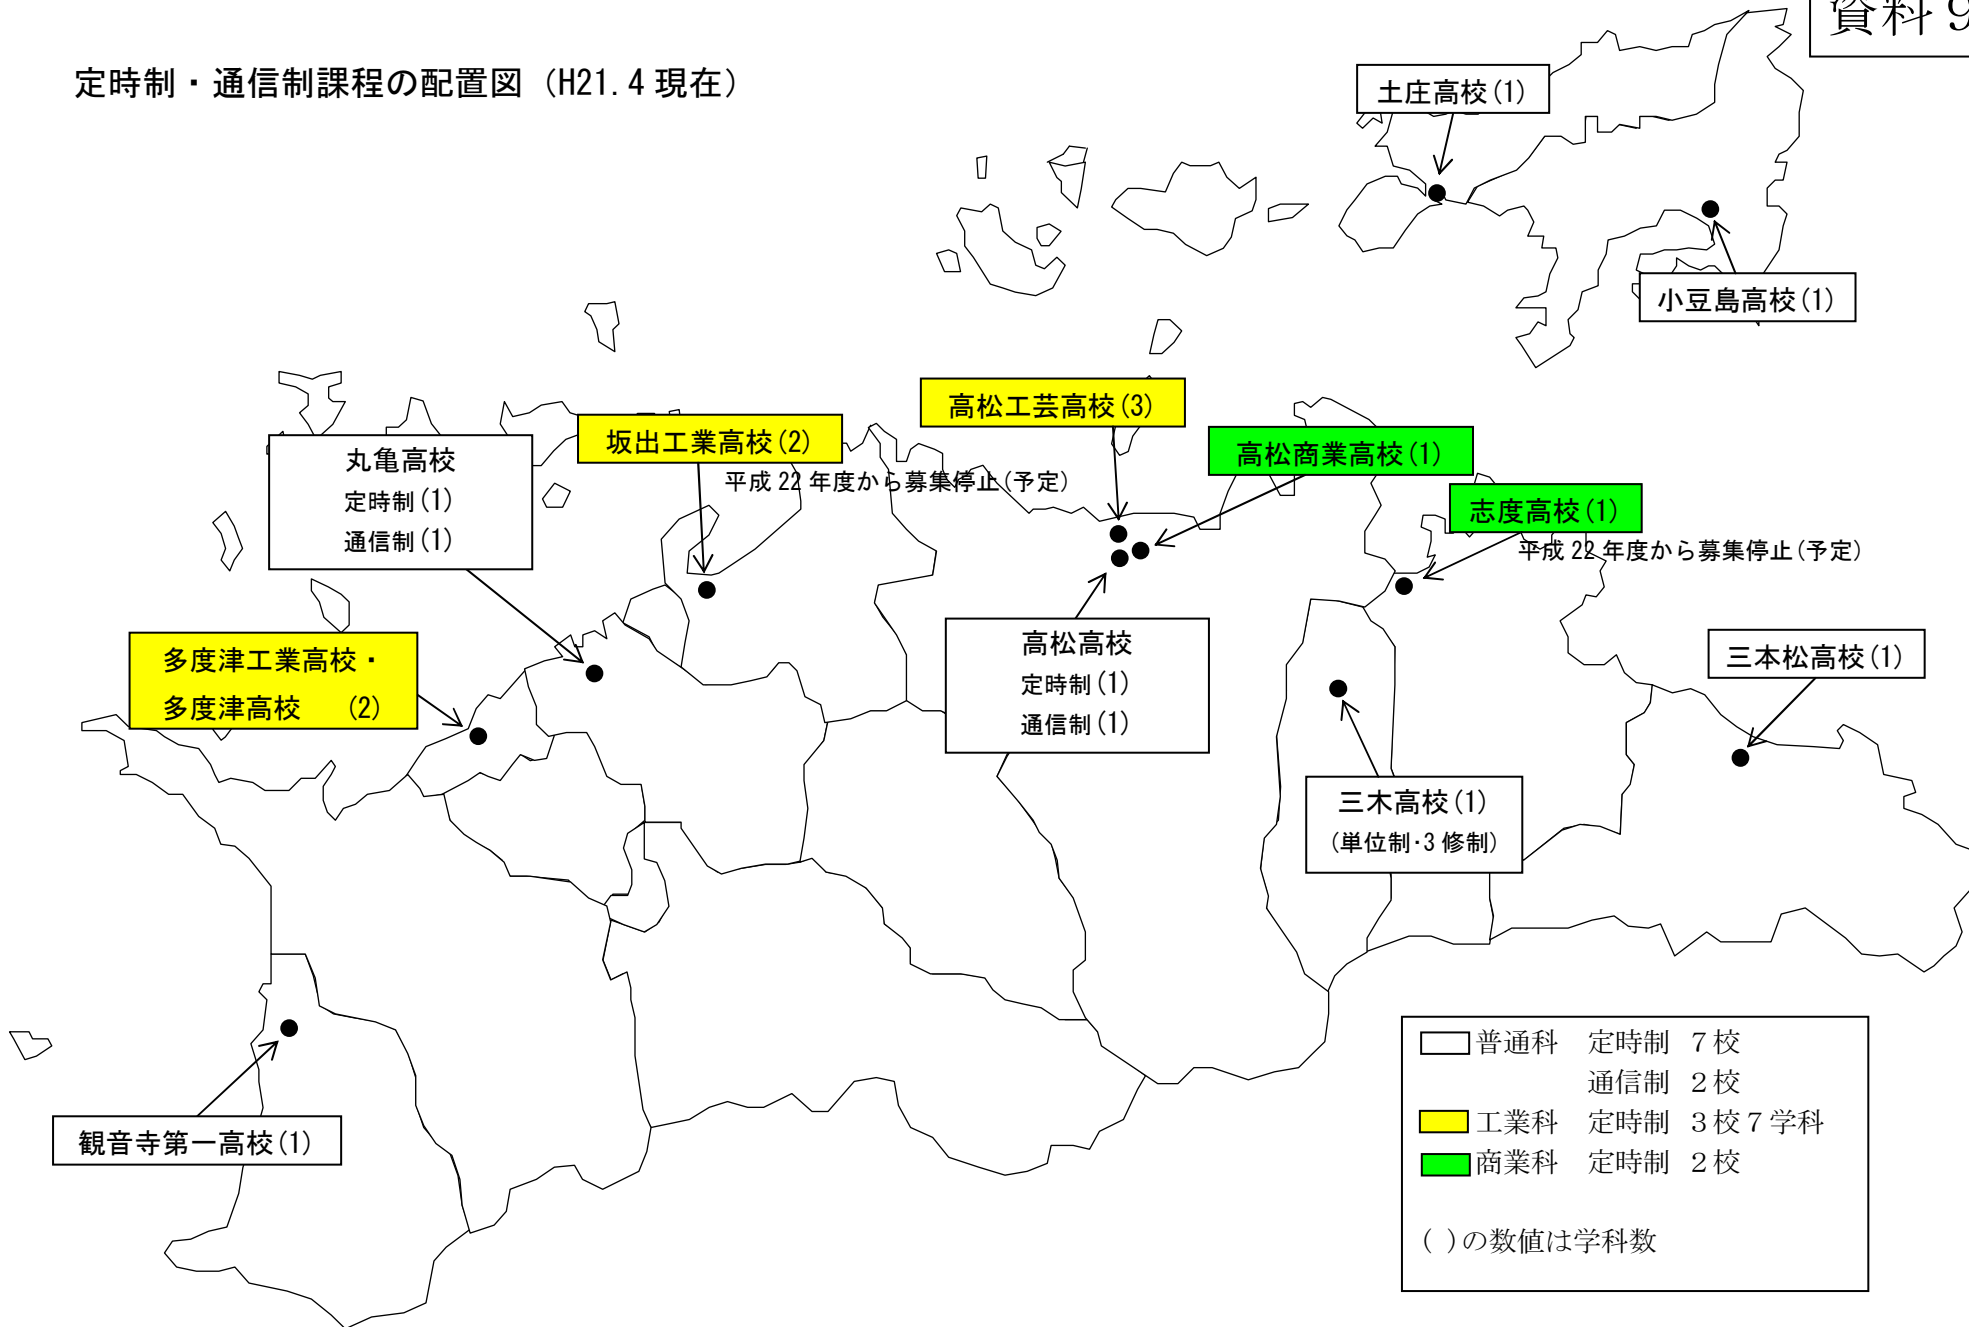 資料9
定時制・通信制課程の配置図（H21.4現在）
土庄高校(1)
小豆島高校(1)
高松工芸高校(3)
坂出工業高校(2)
平成22年度から募集停止(予定)
高松商業高校(1)
丸亀高校
定時制(1)
通信制(1)
志度高校(1)
平成22年度から募集停止(予定)
多度津工業高校・
多度津高校　(2)
高松高校
定時制(1)
通信制(1)
三本松高校(1)
三木高校(1)
(単位制・3修制)
観音寺第一高校(1)
普通科　定時制　７校
通信制　２校
工業科　定時制　３校７学科
商業科　定時制　２校
( )の数値は学科数